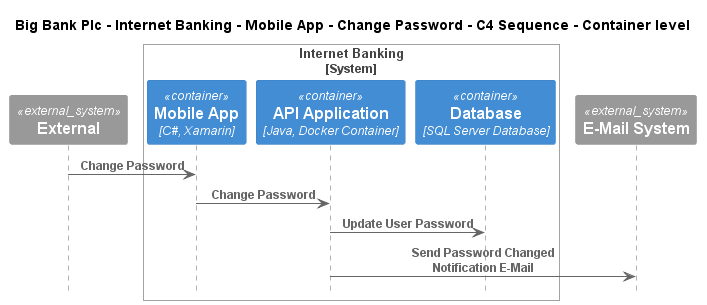 Big Bank Plc - Internet Banking - Mobile App - Change Password - C4 Sequence - Container level
Internet Banking
[System]
«external_system»
External
«container»
Mobile App
[C#, Xamarin]
«container»
API Application
[Java, Docker Container]
«container»
Database
[SQL Server Database]
«external_system»
E-Mail System
Change Password
Change Password
Update User Password
Send Password Changed
Notification E-Mail